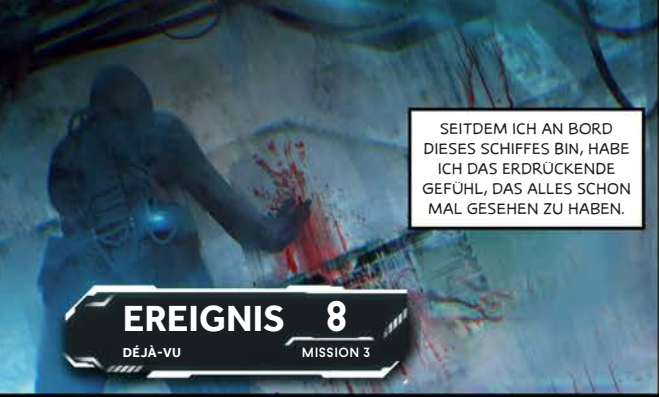 SEITDEM ICH AN BORD
DIESES SCHIFFES BIN, HABE
ICH DAS ERDRÜCKENDE
GEFÜHL, DAS ALLES SCHON
MAL GESEHEN ZU HABEN.
EREIGNIS 8
DÉJÀ-VU MISSION 3